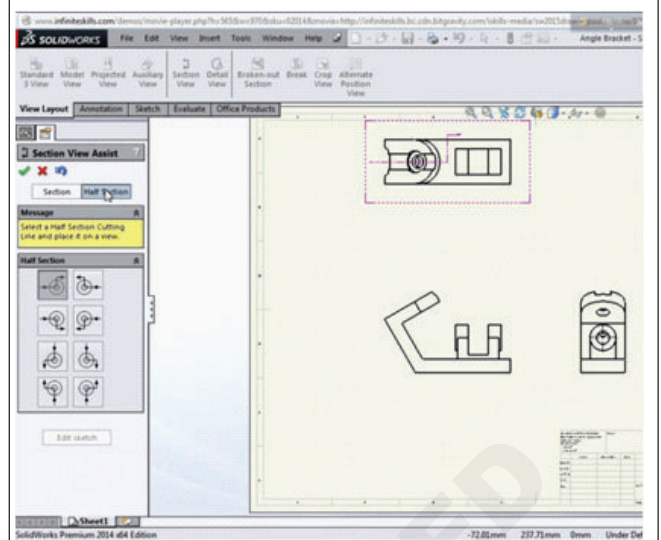 www.infiniteskills.com/demos/movie-player.php?
SOLIDWORKS File Edit View Insert Tools Window Help Angle Bracket - S
Standard 3 View
Model View
Projected View
Auxiliary View
Section View
Detail View
Broken-out Section
Break
Crop View
Alternate Position View
View Layout Annotation Sketch Evaluate Office Products
Section View Assist ?
Section Half Section
Message
Select a Half Section Cutting
Line and place it on a view.
Half Section
Edit sketch
Sheet1
SolidWorks Premium 2014 x64 Edition -72.01mm 237.71mm 0mm Under Def